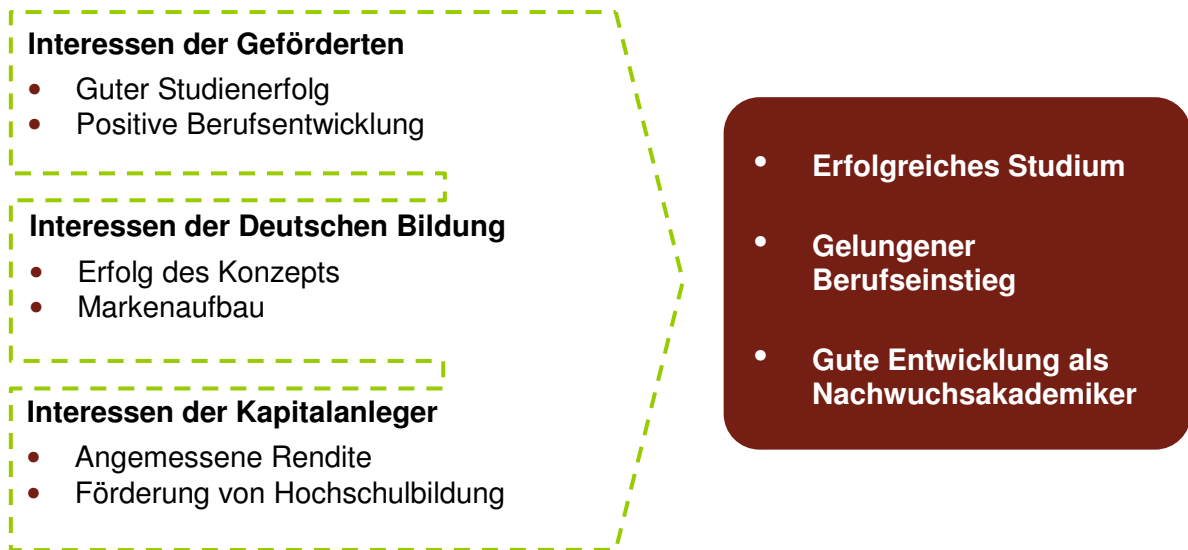 Interessen der Geförderten
• Guter Studienerfolg
• Positive Berufsentwicklung
Interessen der Deutschen Bildung
• Erfolg des Konzepts
• Markenaufbau
Interessen der Kapitalanleger
• Angemessene Rendite
• Förderung von Hochschulbildung
• Erfolgreiches Studium
• Gelungener
Berufseinstieg
• Gute Entwicklung als
Nachwuchsakademiker